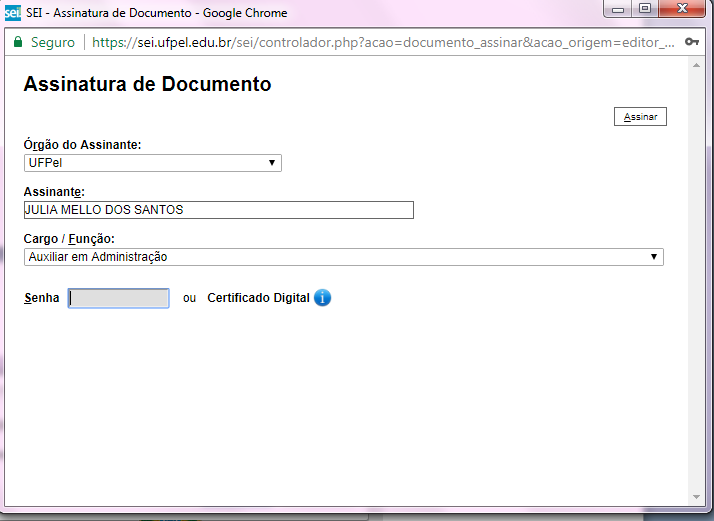 sei. SEI - Assinatura de Documento - Google Chrome
Seguro https://sei.ufpel.edu.br/sei/controlador.php?acao=documento_assinar&acao_origem=editor_...
Assinatura de Documento
Assinar
Órgão do Assinante:
UFPel
Assinante:
JULIA MELLO DOS SANTOS
Cargo / Função:
Auxiliar em Administração
Senha ou Certificado Digital i